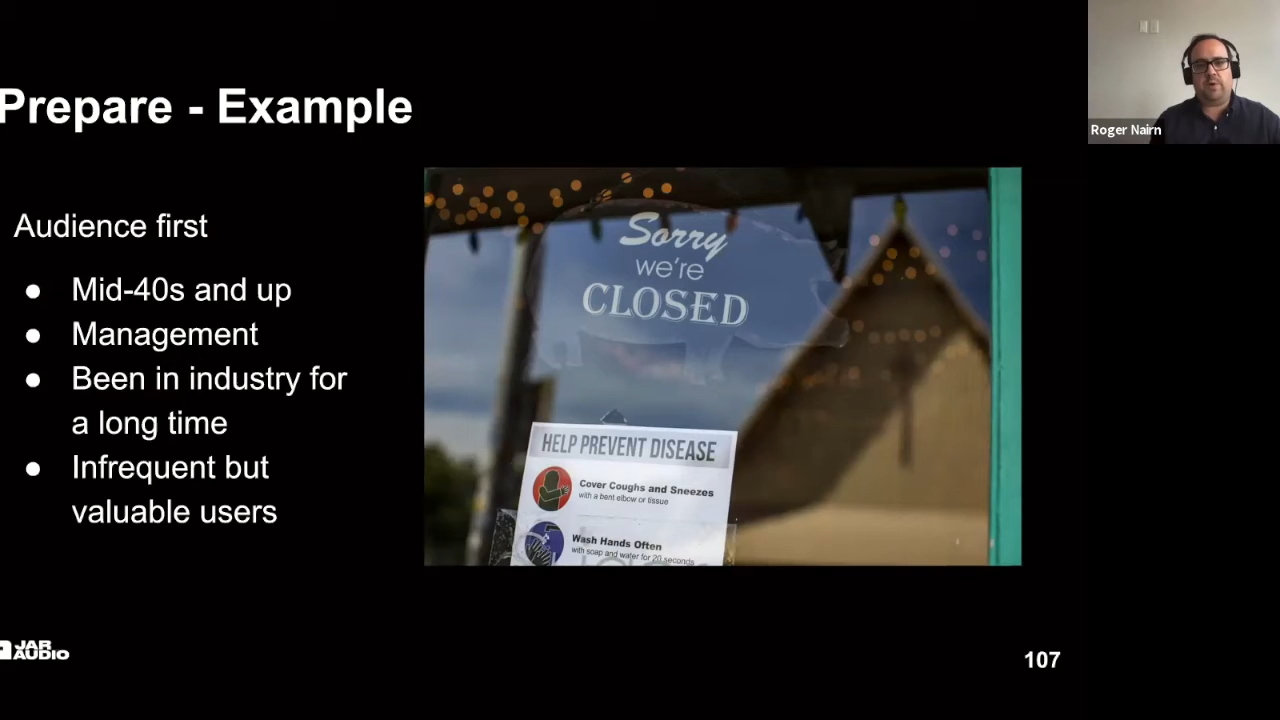 Prepare - Example
Roger Nairn
Audience first
● Mid-40s and up
● Management
● Been in industry for
a long time
● Infrequent but
valuable users
Sorry
we're
CLOSED
HELP PREVENT DISEASE
Cover Coughs and Sneezes
with a bent elbow or tissue
Wash Hands Often
with soap and water for 20 seconds
JAR
AUDIO
107